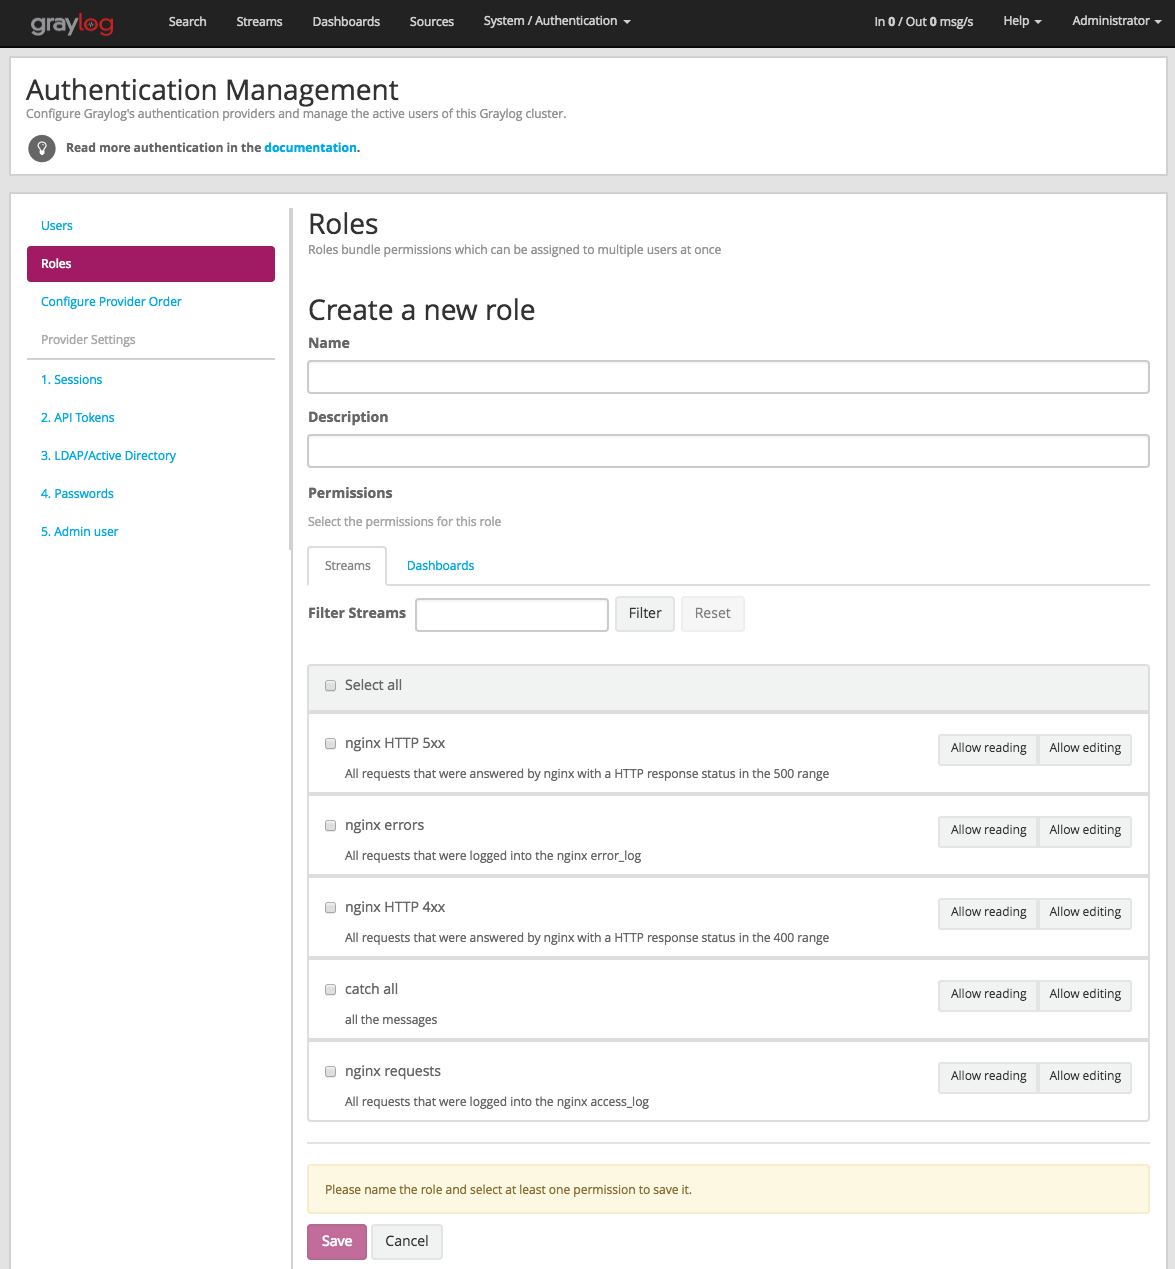 graylog Search Streams Dashboards Sources System / Authentication In 0 / Out 0 msg/s Help Administrator
Authentication Management
Configure Graylog's authentication providers and manage the active users of this Graylog cluster.
Read more authentication in the documentation.
Users
Roles
Configure Provider Order
Provider Settings
1. Sessions
2. API Tokens
3. LDAP/Active Directory
4. Passwords
5. Admin user
Roles
Roles bundle permissions which can be assigned to multiple users at once
Create a new role
Name
Description
Permissions
Select the permissions for this role
Streams Dashboards
Filter Streams Filter Reset
Select all
nginx HTTP 5xx Allow reading Allow editing
All requests that were answered by nginx with a HTTP response status in the 500 range
nginx errors Allow reading Allow editing
All requests that were logged into the nginx error_log
nginx HTTP 4xx Allow reading Allow editing
All requests that were answered by nginx with a HTTP response status in the 400 range
catch all Allow reading Allow editing
all the messages
nginx requests Allow reading Allow editing
All requests that were logged into the nginx access_log
Please name the role and select at least one permission to save it.
Save Cancel